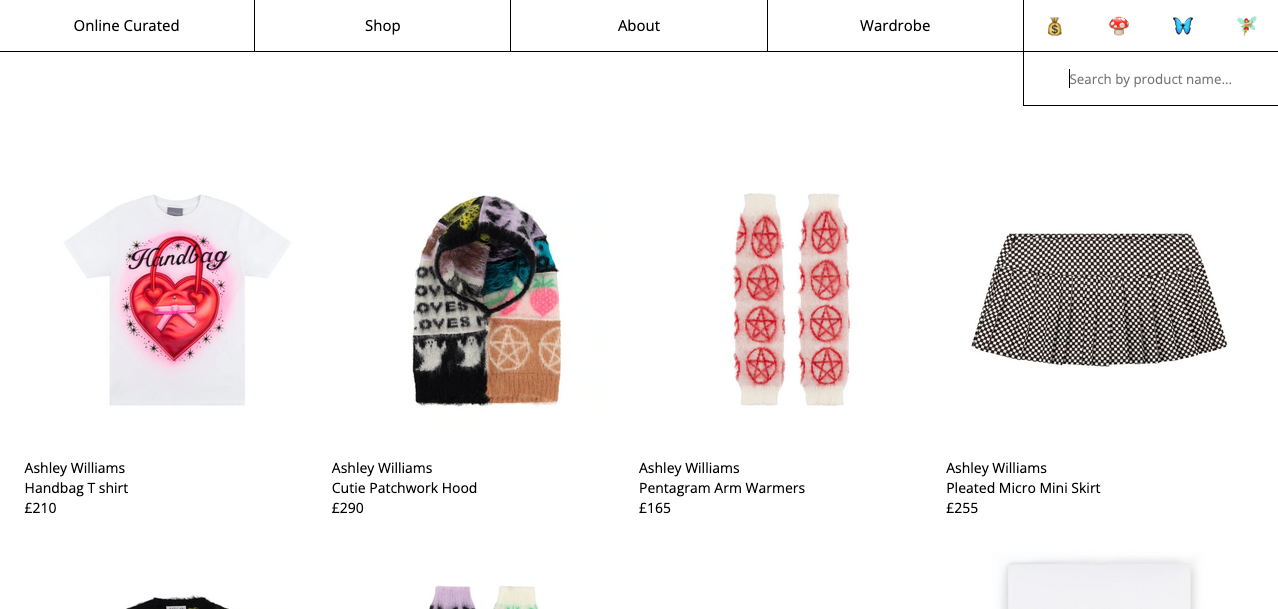 Online Curated
Shop
About
Wardrobe
Search by product name...
Handbag
LOVES
LOVES
Ashley Williams
Handbag T shirt
£210
Ashley Williams
Cutie Patchwork Hood
£290
Ashley Williams
Pentagram Arm Warmers
£165
Ashley Williams
Pleated Micro Mini Skirt
£255